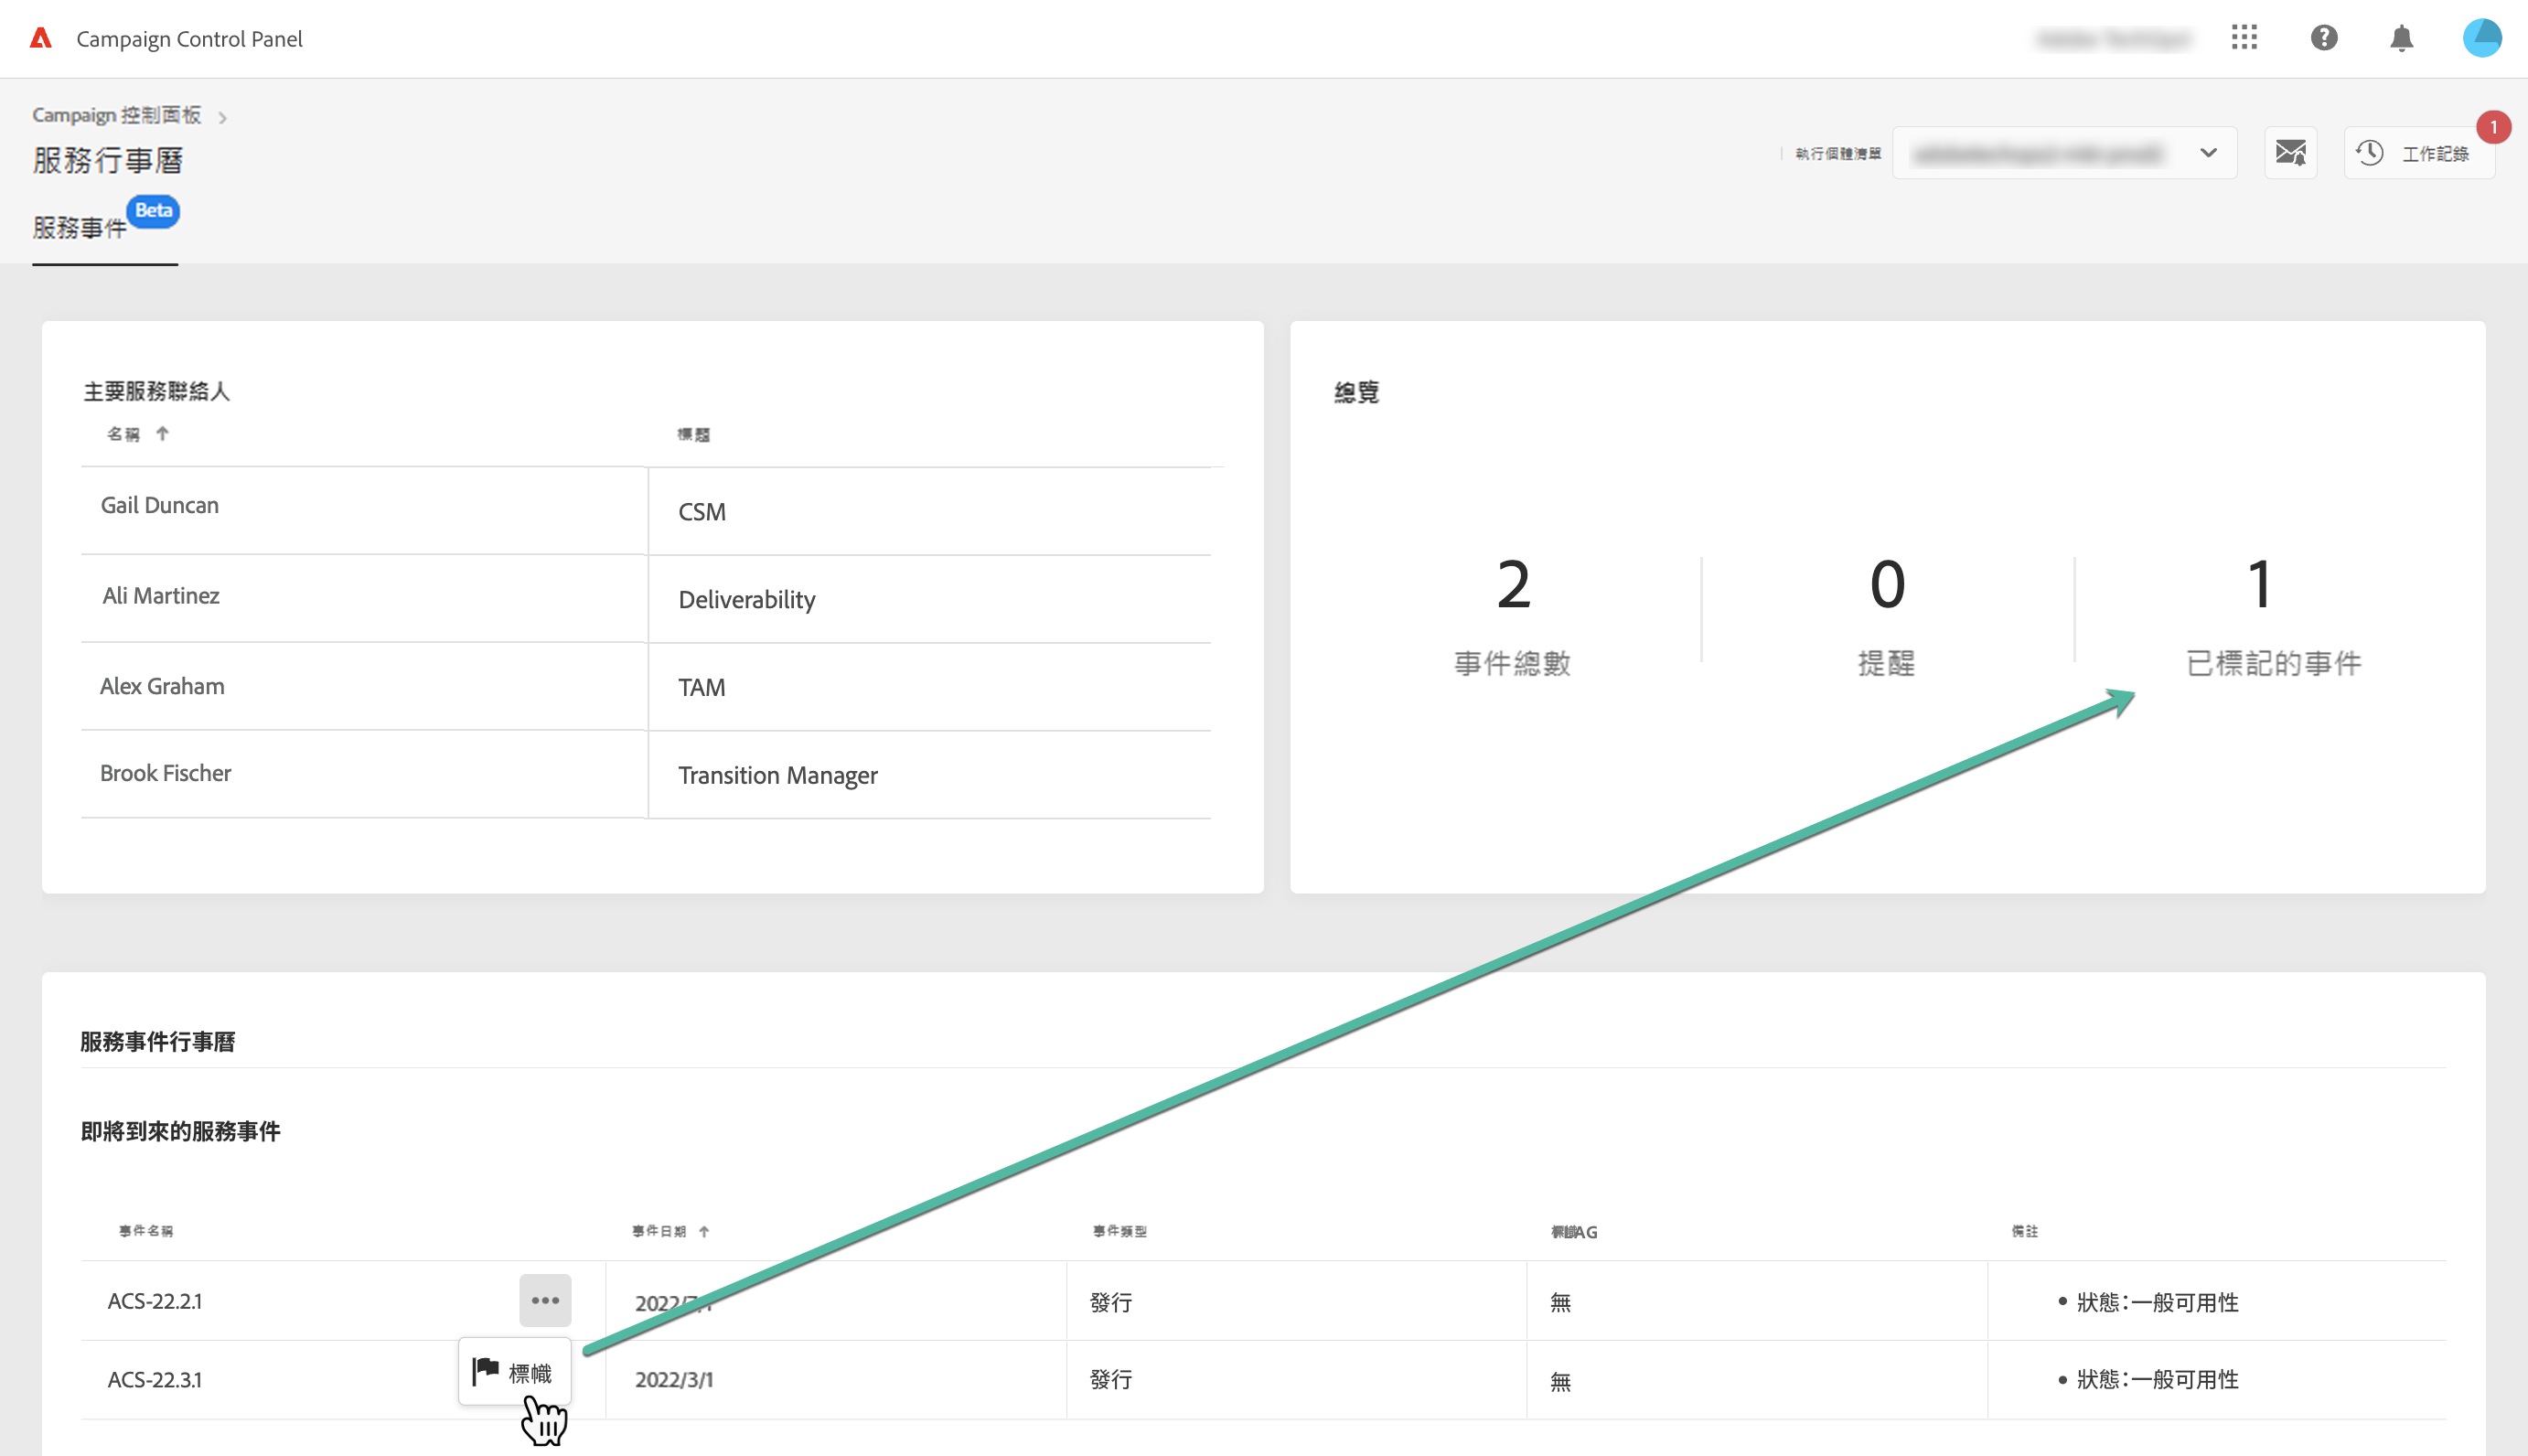 Campaign Control Panel
Campaign 控制面板
服務行事曆
執行個體清單
工作記錄
1
服務事件
Beta
主要服務聯絡人
名稱
標題
Gail Duncan
CSM
Ali Martinez
Deliverability
Alex Graham
TAM
Brook Fischer
Transition Manager
總覽
2
0
1
事件總數
提醒
已標記的事件
服務事件行事曆
即將到來的服務事件
事件名稱
事件日期
事件類型
備註
ACS-22.2.1
發行
無
• 狀態：一般可用性
標幟
ACS-22.3.1
2022/3/1
發行
無
• 狀態：一般可用性